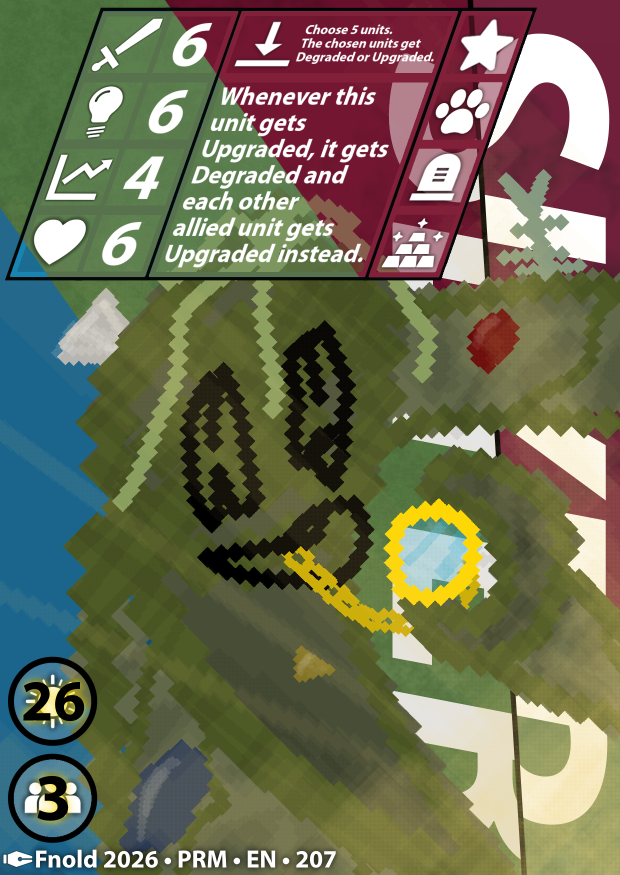 6
Choose 5 units.
The chosen units get
Degraded or Upgraded.
6
4
6
Whenever this
unit gets
Upgraded, it gets
Degraded and
each other
allied unit gets
Upgraded instead.
26
3
Fnold 2026 • PRM • EN • 207